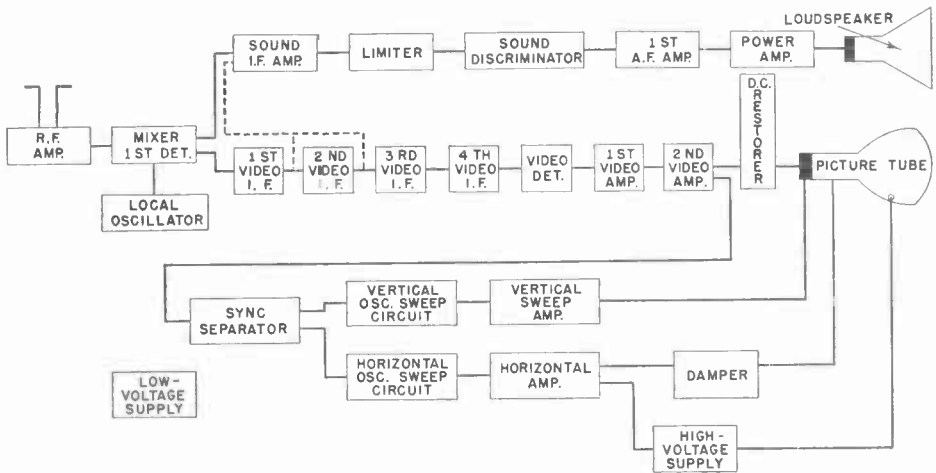 LOUDSPEAKER
SOUND
I.F. AMP.
LIMITER
SOUND
DISCRIMINATOR
1 ST
A.F. AMP.
POWER
AMP.
R.F.
AMP.
MIXER
1 ST DET.
LOCAL
OSCILLATOR
1 ST
VIDEO
I. F.
2 ND
VIDEO
I. F.
3 RD
VIDEO
I.F.
4 TH
VIDEO
I. F.
VIDEO
DET.
1 ST
VIDEO
AMP.
2 ND
VIDEO
AMP.
D.C.
RESTORER
PICTURE TUBE
SYNC
SEPARATOR
VERTICAL
OSC. SWEEP
CIRCUIT
VERTICAL
SWEEP
AMP.
HORIZONTAL
OSC. SWEEP
CIRCUIT
HORIZONTAL
AMP.
DAMPER
HIGH-
VOLTAGE
SUPPLY
LOW-
VOLTAGE
SUPPLY